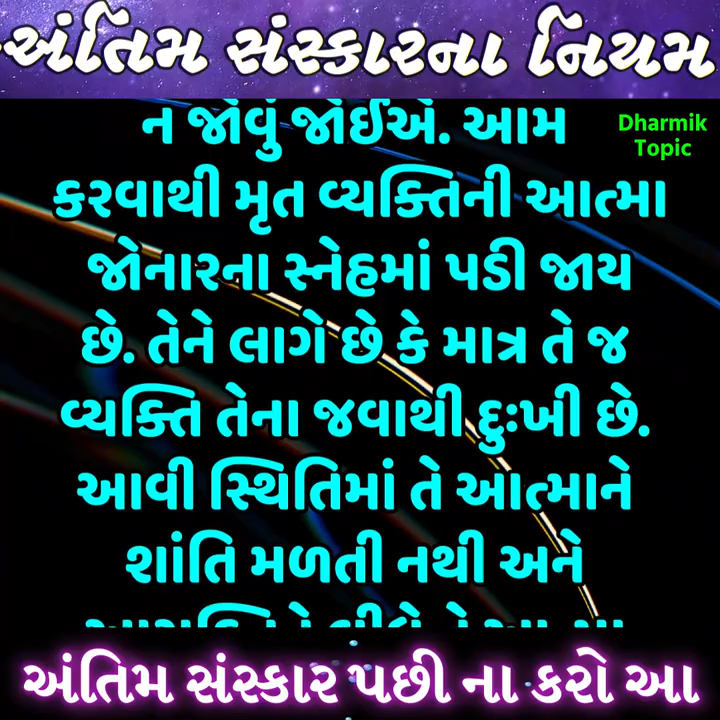 અંતિમ સંસ્કારના નિયમ
ન જોવું જોઈએ. આમ
Dharmik
Topic
કરવાથી મૃત વ્યક્તિની આત્મા
જોનારના સ્નેહમાં પડી જાય
છે. તેને લાગે છે કે માત્ર તે જ
વ્યક્તિ તેના જવાથી દુઃખી છે.
આવી સ્થિતિમાં તે આત્માને
શાંતિ મળતી નથી અને
અંતિમ સંસ્કાર પછી ના કરો આ